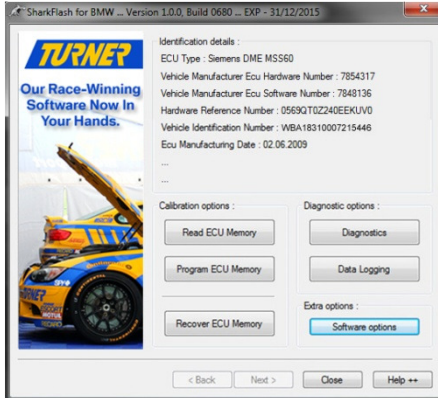 SharkFlash for BMW ... Version 1.0.0, Build 0680 ... EXP - 31/12/2015
TURNER
Our Race-Winning
Software Now In
Your Hands.
Identification details :
ECU Type : Siemens DME MSS60
Vehicle Manufacturer Ecu Hardware Number : 7854317
Vehicle Manufacturer Ecu Software Number : 7848136
Hardware Reference Number : 0569QT0Z240EEKUV0
Vehicle Identification Number : WBA18310007215446
Ecu Manufacturing Date : 02.06.2009
...
...
Calibration options :
Read ECU Memory
Program ECU Memory
Recover ECU Memory
Diagnostic options :
Diagnostics
Data Logging
Extra options :
Software options
< Back
Next >
Close
Help ++